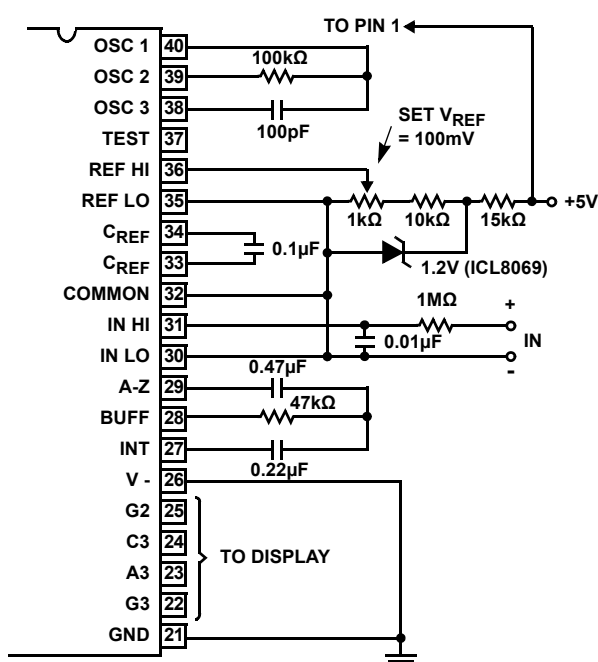 TO PIN 1
OSC 1 40
100kΩ
OSC 2 39
OSC 3 38
100pF
TEST 37
SET VREF
= 100mV
REF HI 36
REF LO 35
1kΩ 10kΩ 15kΩ
+5V
CREF 34
0.1µF
CREF 33
1.2V (ICL8069)
COMMON 32
1MΩ
IN HI 31
+
0.01µF
IN
IN LO 30
-
0.47µF
A-Z 29
47kΩ
BUFF 28
INT 27
0.22µF
V - 26
G2 25
C3 24
TO DISPLAY
A3 23
G3 22
GND 21